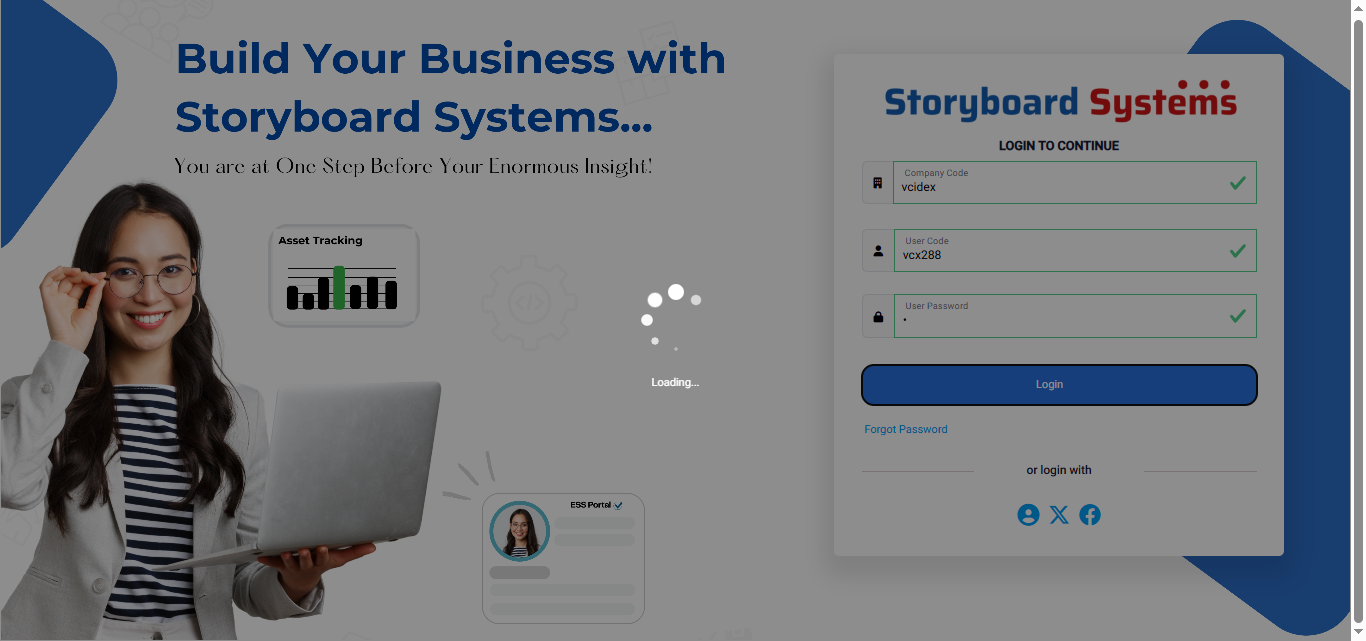 Build Your Business with
Storyboard Systems...
You are at One Step Before Your Enormous Insight!
Asset Tracking
Loading...
ESS Portal
Storyboard Systems
LOGIN TO CONTINUE
Company Code
vcidex
User Code
vcx288
User Password
•
Login
Forgot Password
or login with